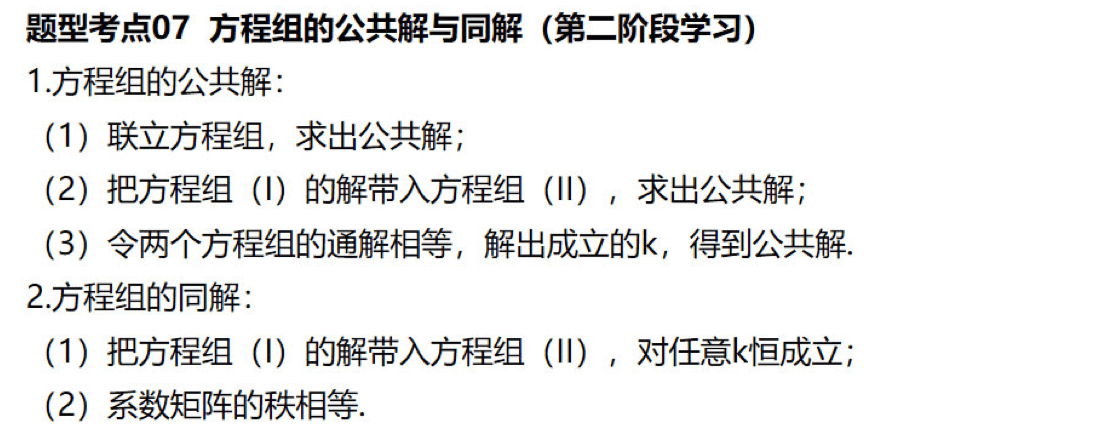 题型考点07 方程组的公共解与同解（第二阶段学习）
1.方程组的公共解：
（1）联立方程组，求出公共解；
（2）把方程组（I）的解带入方程组（II），求出公共解；
（3）令两个方程组的通解相等，解出成立的k，得到公共解.
2.方程组的同解：
（1）把方程组（I）的解带入方程组（II），对任意k恒成立；
（2）系数矩阵的秩相等.